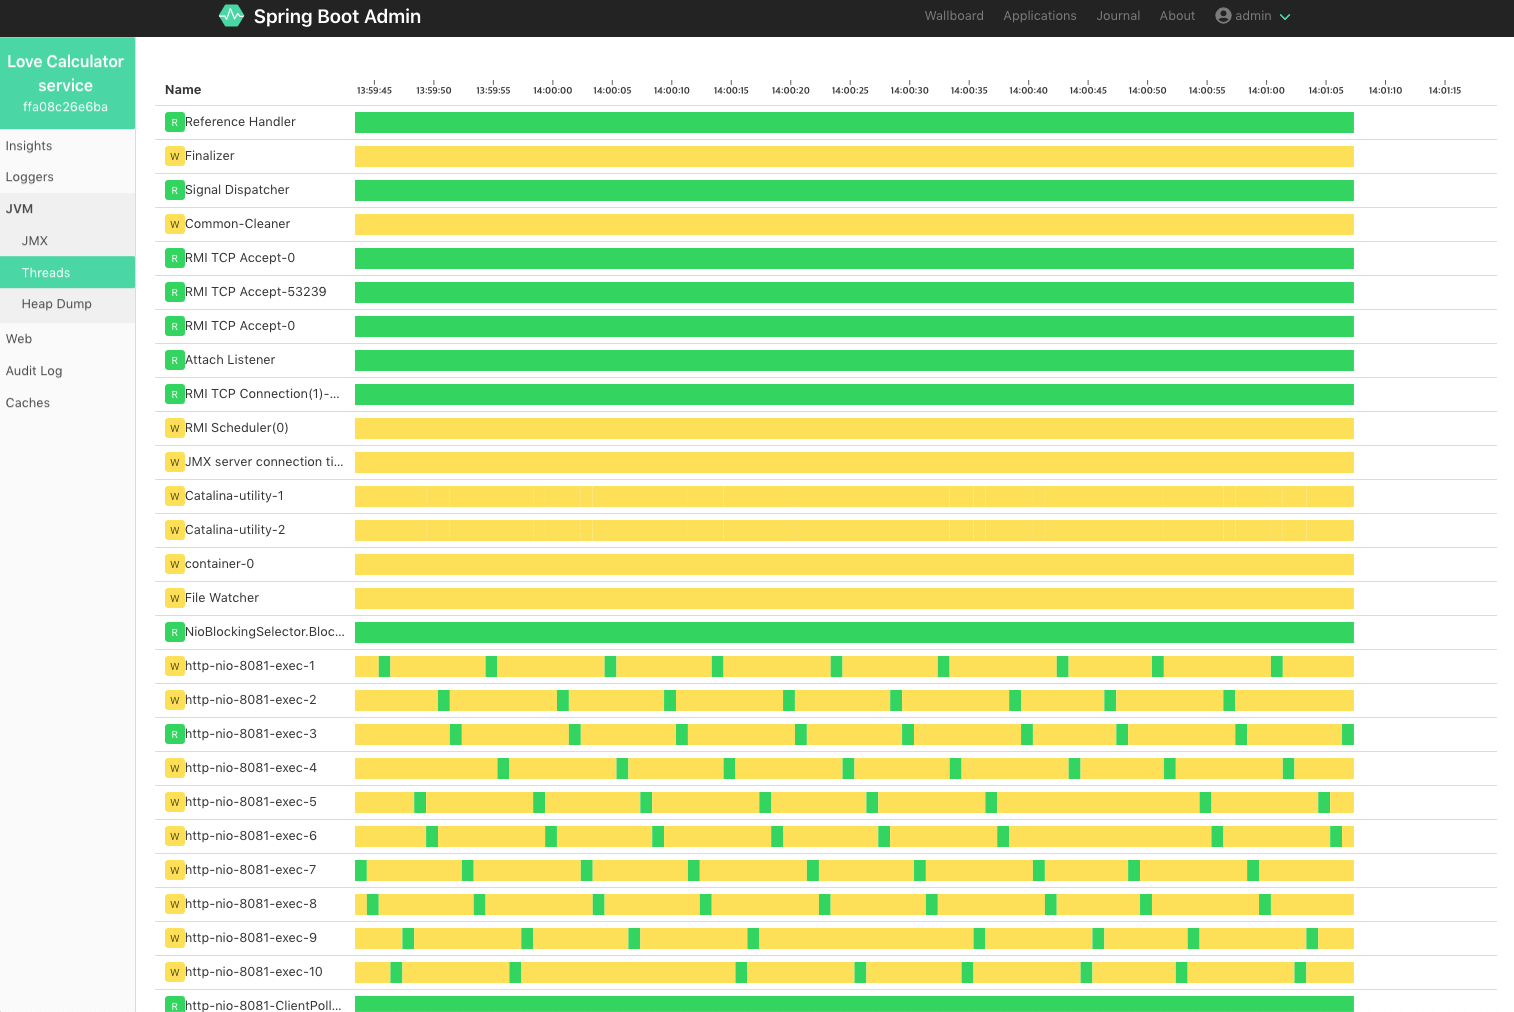 Spring Boot Admin
Wallboard Applications Journal About admin
Love Calculator
service
ffa08c26e6ba
Insights
Loggers
JVM
JMX
Threads
Heap Dump
Web
Audit Log
Caches
Name 13:59:45 13:59:50 13:59:55 14:00:00 14:00:05 14:00:10 14:00:15 14:00:20 14:00:25 14:00:30 14:00:35 14:00:40 14:00:45 14:00:50 14:00:55 14:01:00 14:01:05 14:01:10 14:01:15
R Reference Handler
W Finalizer
R Signal Dispatcher
W Common-Cleaner
R RMI TCP Accept-0
R RMI TCP Accept-53239
R RMI TCP Accept-0
R Attach Listener
R RMI TCP Connection(1)-...
W RMI Scheduler(0)
W JMX server connection ti...
W Catalina-utility-1
W Catalina-utility-2
W container-0
W File Watcher
R NioBlockingSelector.Bloc...
W http-nio-8081-exec-1
W http-nio-8081-exec-2
R http-nio-8081-exec-3
W http-nio-8081-exec-4
W http-nio-8081-exec-5
W http-nio-8081-exec-6
W http-nio-8081-exec-7
W http-nio-8081-exec-8
W http-nio-8081-exec-9
W http-nio-8081-exec-10
R http-nio-8081-ClientPoll...